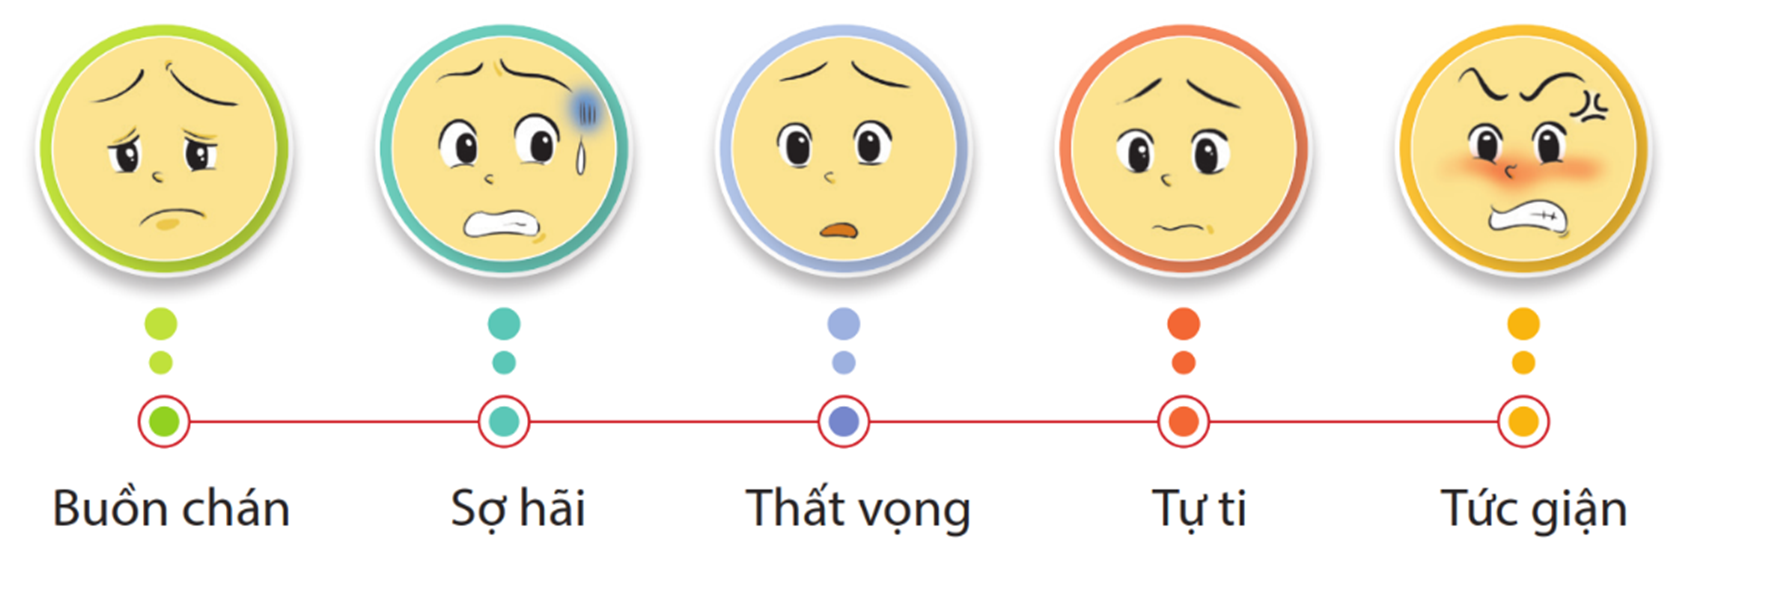 Buồn chán
Sợ hãi
Thất vọng
Tự ti
Tức giận